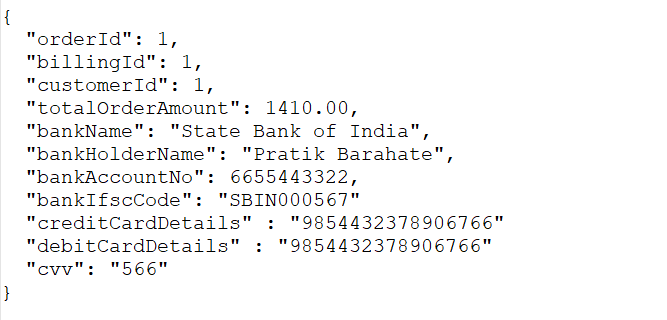 {
  "orderId": 1,
  "billingId": 1,
  "customerId": 1,
  "totalOrderAmount": 1410.00,
  "bankName": "State Bank of India",
  "bankHolderName": "Pratik Barahate",
  "bankAccountNo": 6655443322,
  "bankIfscCode": "SBIN000567"
  "creditCardDetails" : "9854432378906766"
  "debitCardDetails" : "9854432378906766"
  "cvv": "566"
}